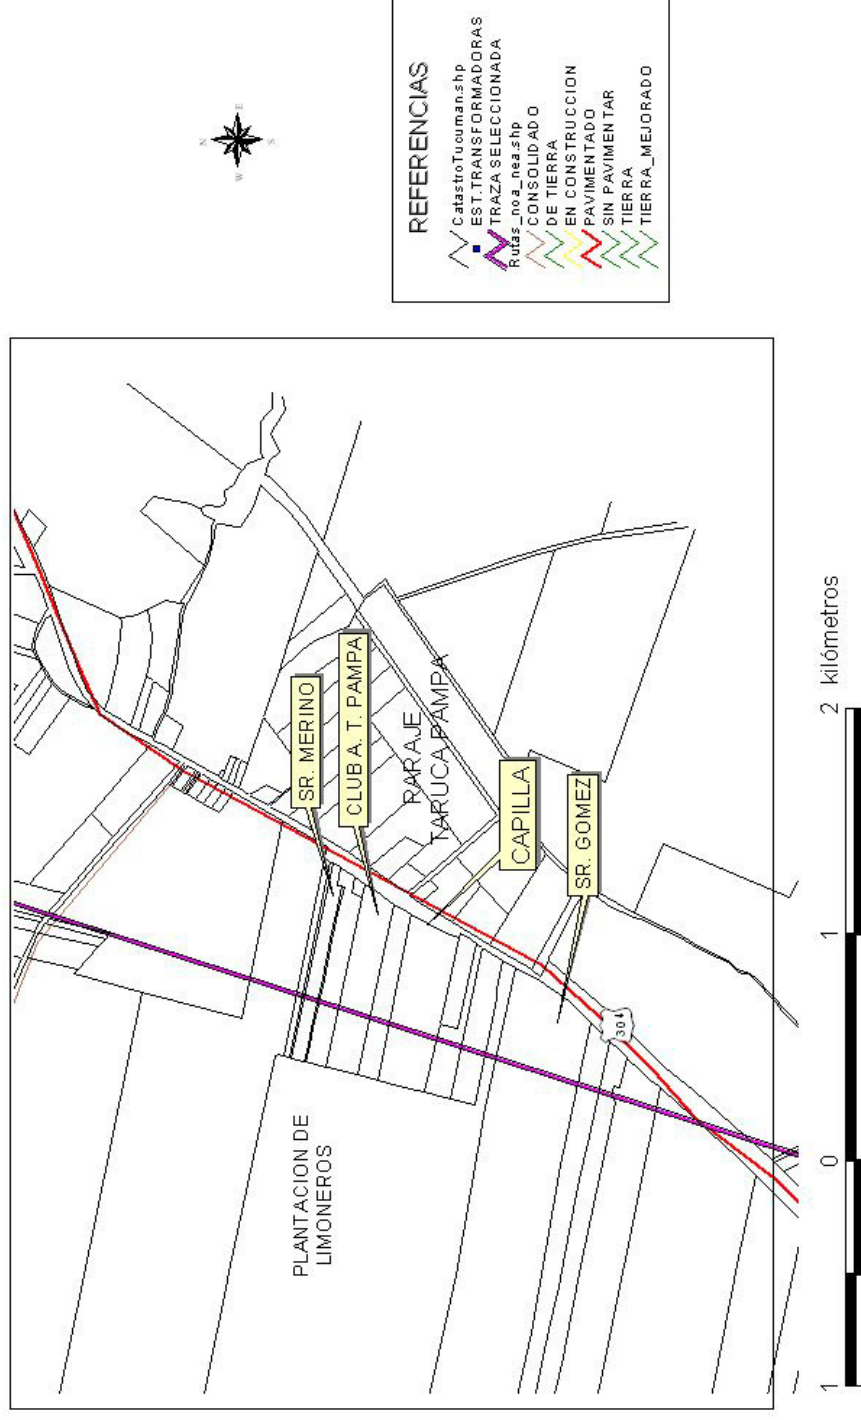 N
W
E
S
REFERENCIAS
CatastroTucuman.shp
EST.TRANSFORMADORAS
TRAZA SELECCIONADA
Rutas_noa_nea.shp
CONSOLIDADO
DE TIERRA
EN CONSTRUCCION
PAVIMENTADO
SIN PAVIMENTAR
TIERRA
TIERRA_MEJORADO
SR. MERINO
CLUB A. T. PAMPA
PARAJE
TARUCA PAMPA
CAPILLA
SR. GOMEZ
304
PLANTACION DE
LIMONEROS
1
0
1
2 kilómetros